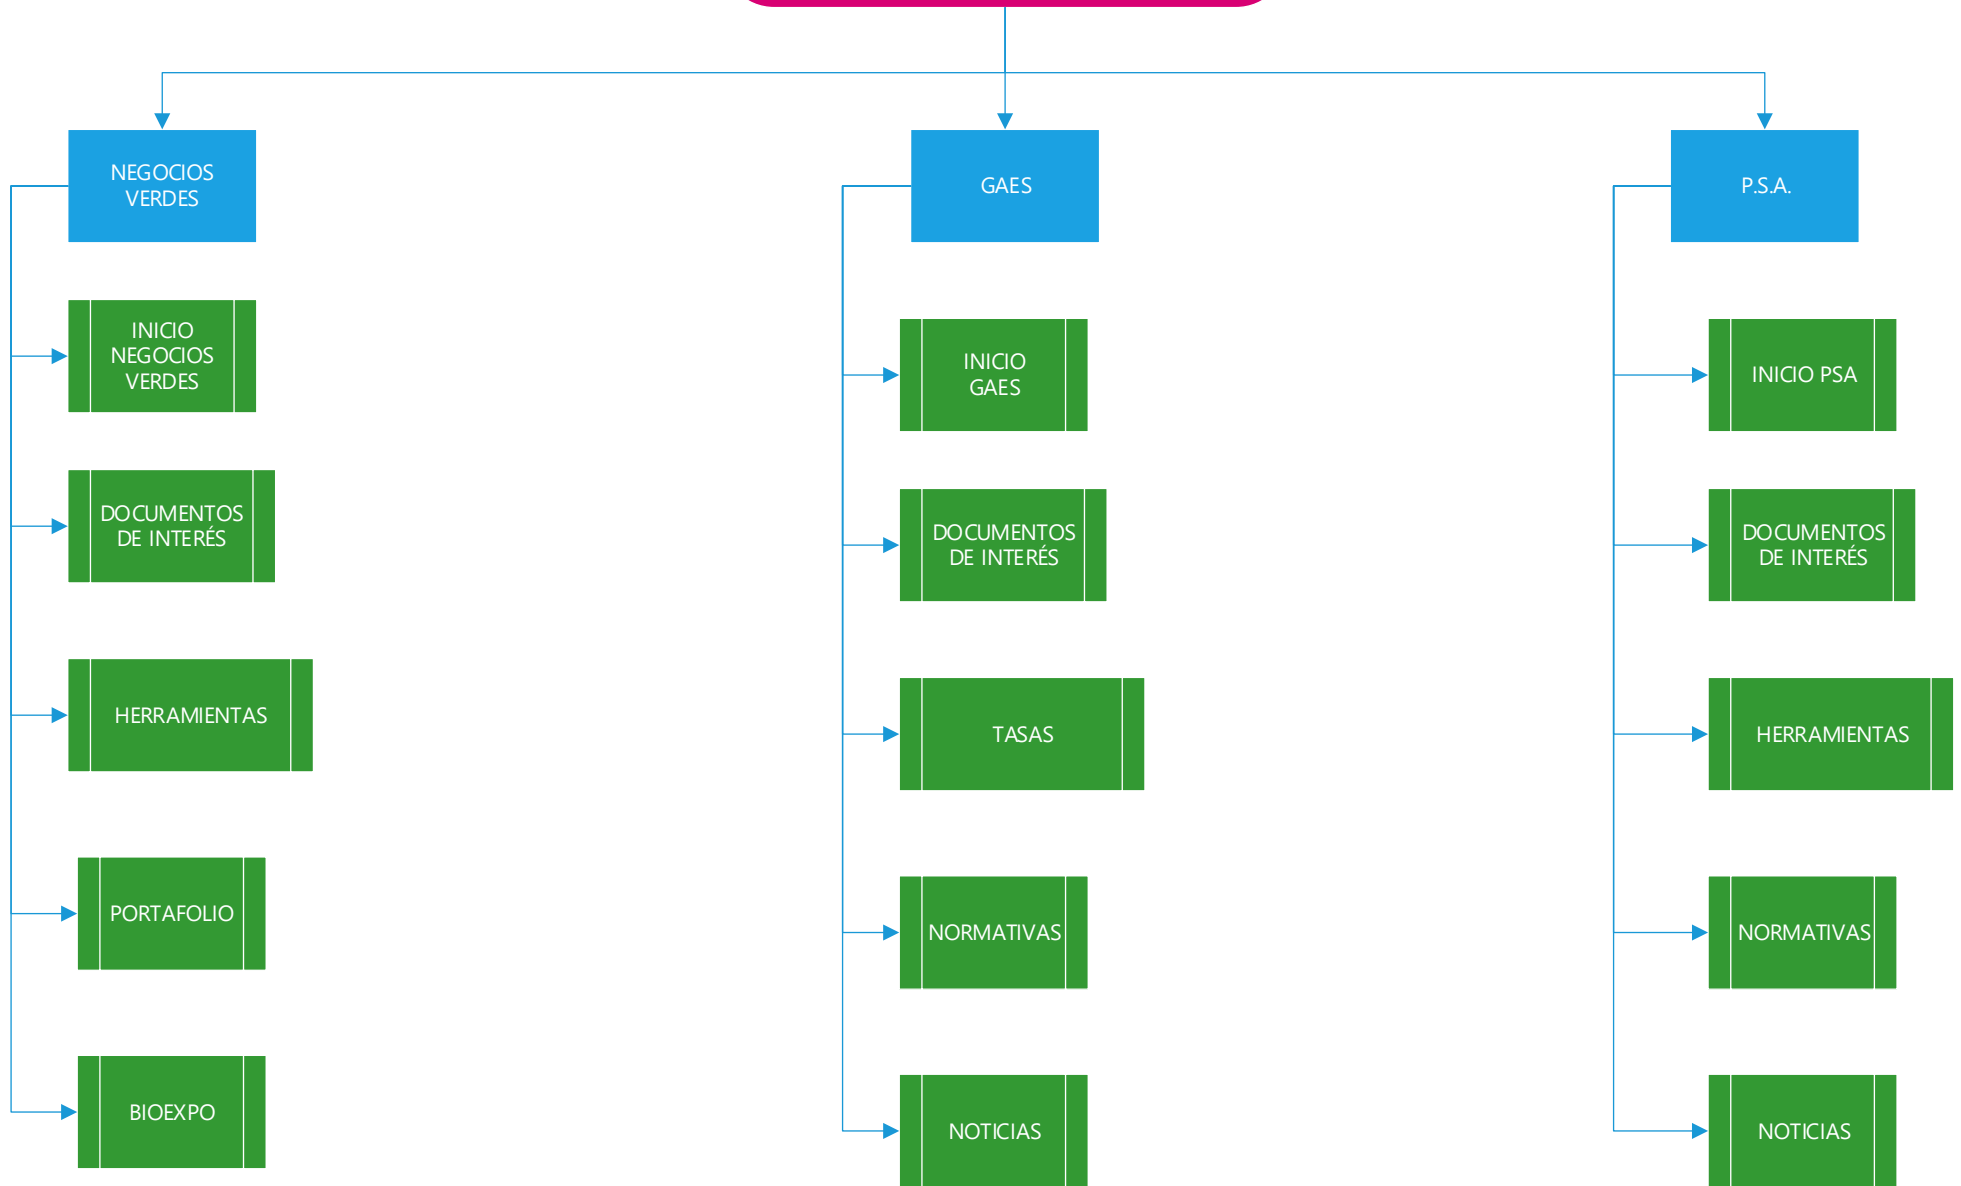 NEGOCIOS
VERDES
GAES
P.S.A.
INICIO
NEGOCIOS
VERDES
INICIO
GAES
INICIO PSA
DOCUMENTOS
DE INTERÉS
DOCUMENTOS
DE INTERÉS
DOCUMENTOS
DE INTERÉS
HERRAMIENTAS
TASAS
HERRAMIENTAS
PORTAFOLIO
NORMATIVAS
NORMATIVAS
BIOEXPO
NOTICIAS
NOTICIAS